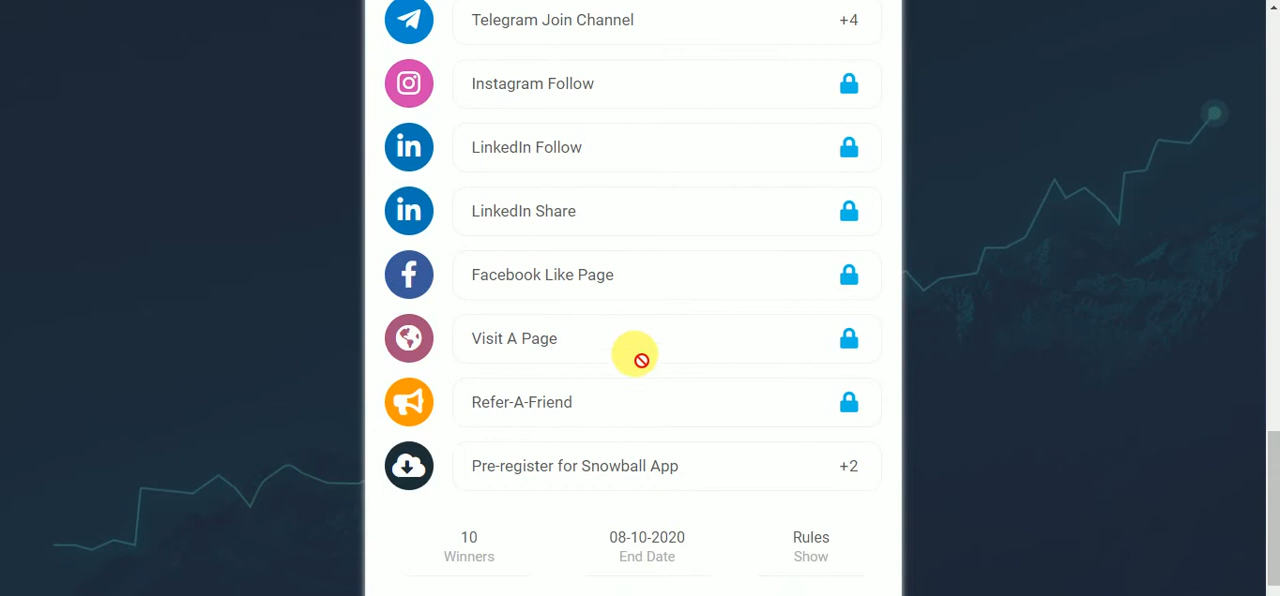 Telegram Join Channel +4
Instagram Follow
LinkedIn Follow
LinkedIn Share
Facebook Like Page
Visit A Page
Refer-A-Friend
Pre-register for Snowball App +2
10 08-10-2020 Rules
Winners End Date Show